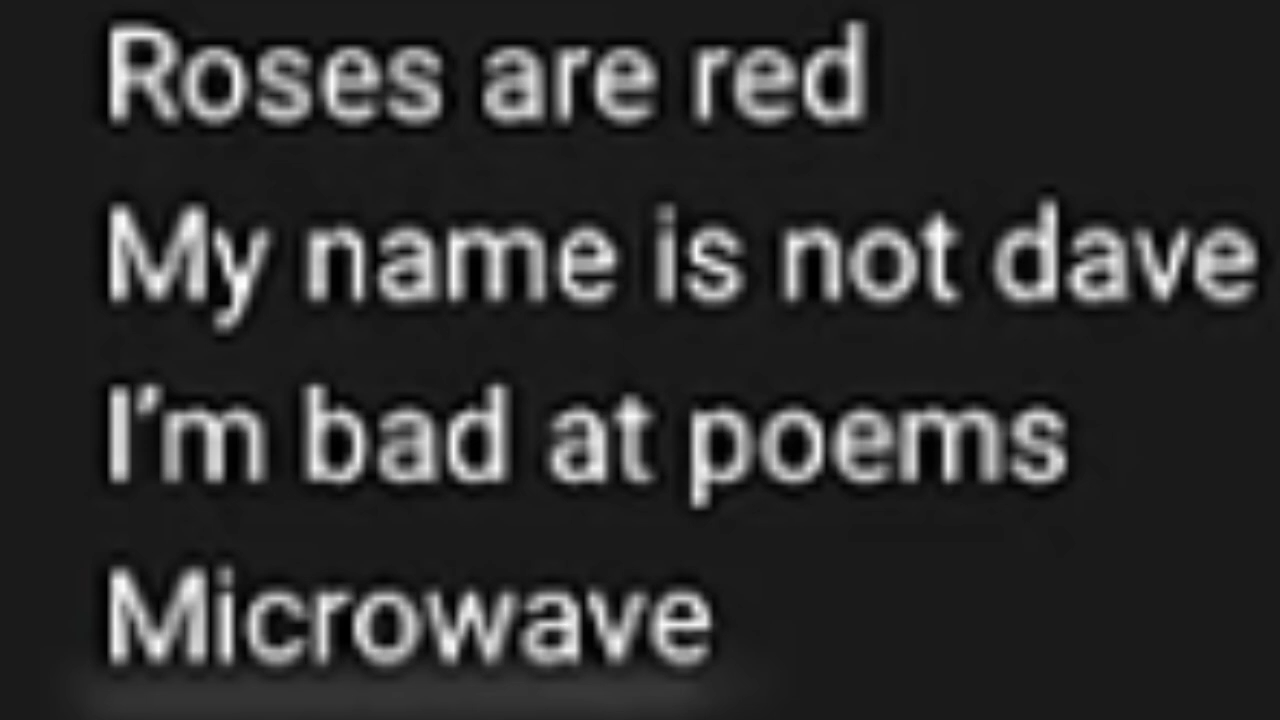 Roses are red
My name is not dave
I’m bad at poems
Microwave